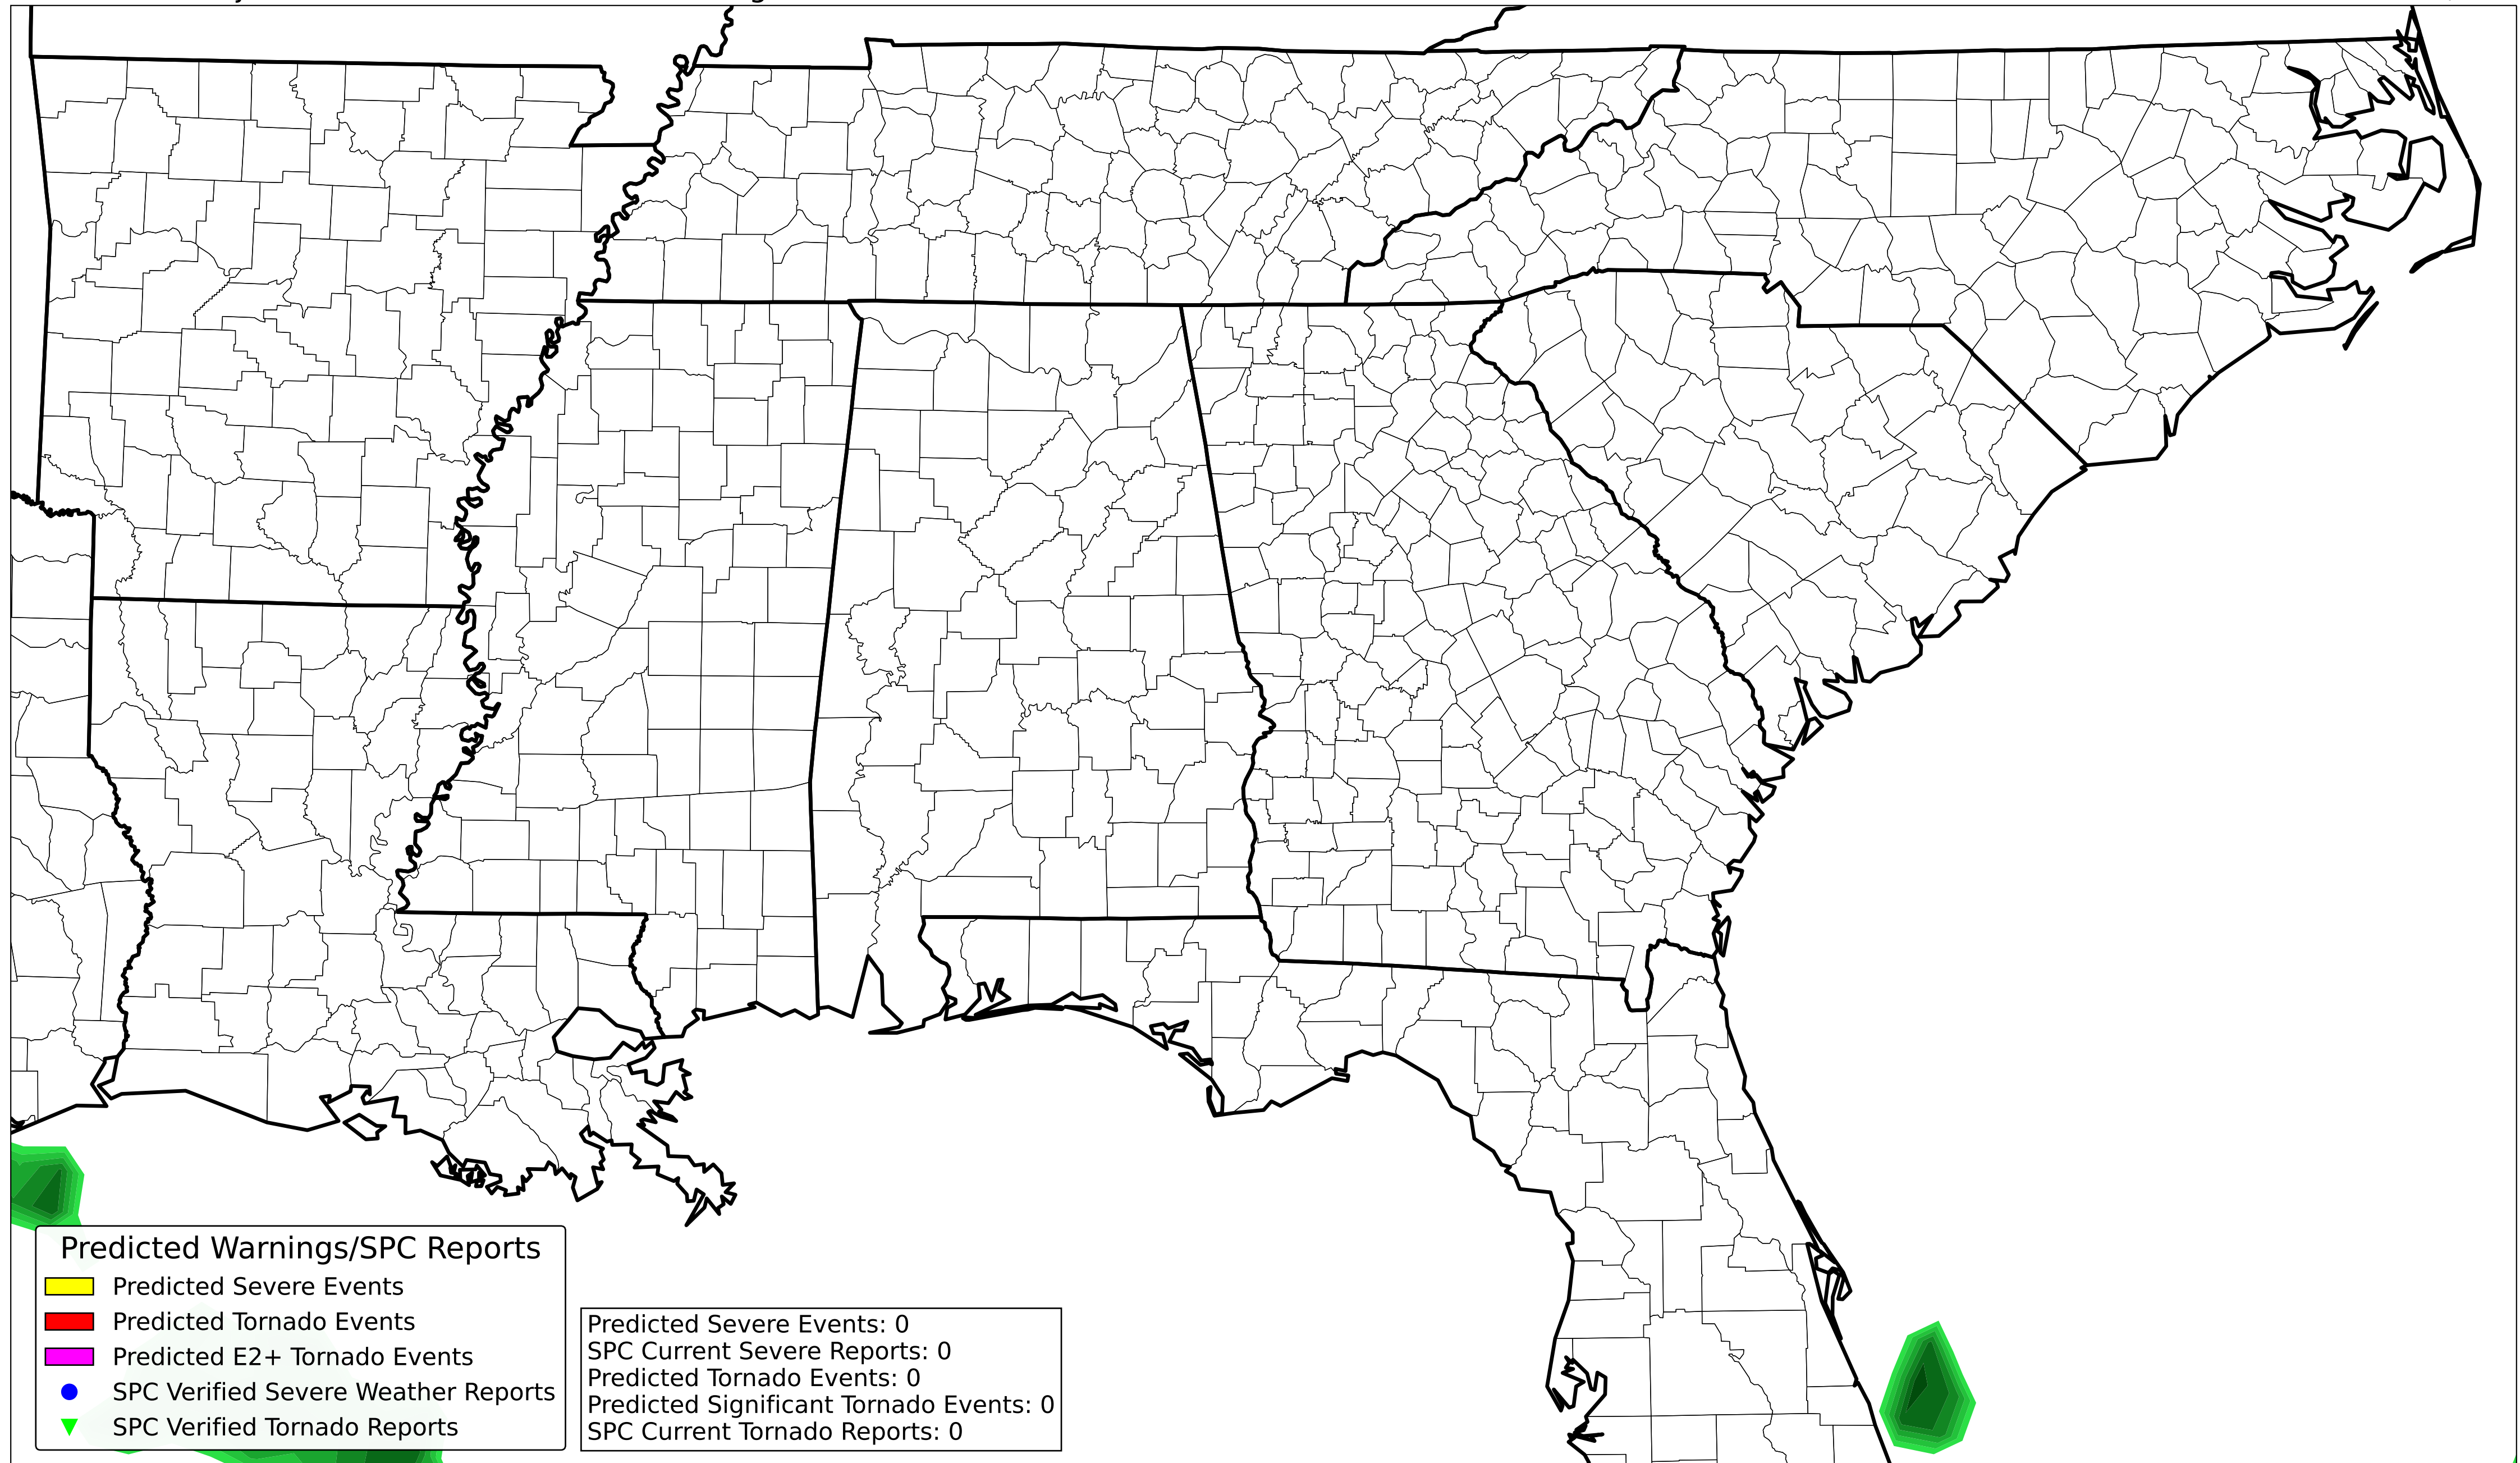 Predicted Warnings/SPC Reports
Predicted Severe Events
Predicted Tornado Events
Predicted E2+ Tornado Events
SPC Verified Severe Weather Reports
SPC Verified Tornado Reports
Predicted Severe Events: 0
SPC Current Severe Reports: 0
Predicted Tornado Events: 0
Predicted Significant Tornado Events: 0
SPC Current Tornado Reports: 0